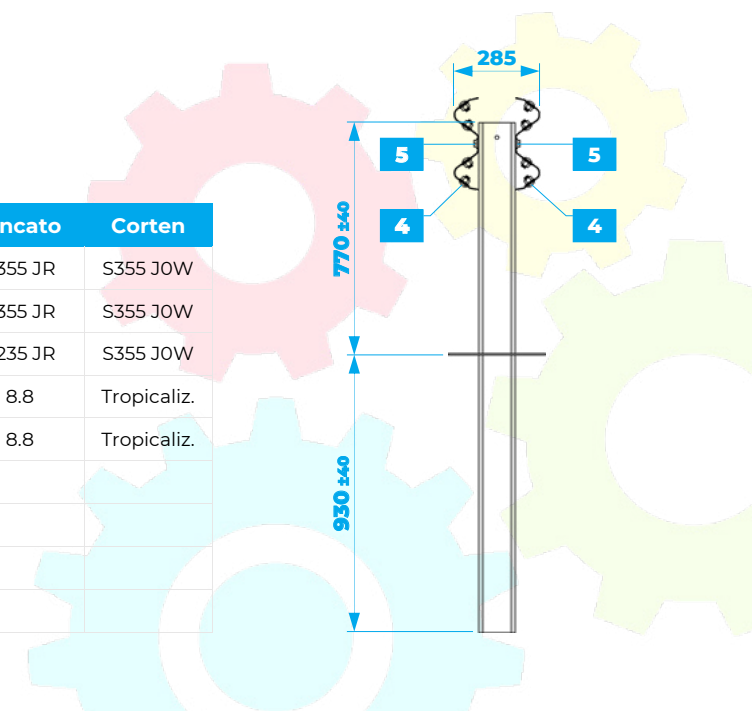 285
5 5
4 4
770 ±40
930 ±40
ncato Corten
355 JR S355 J0W
355 JR S355 J0W
235 JR S355 J0W
8.8 Tropicaliz.
8.8 Tropicaliz.